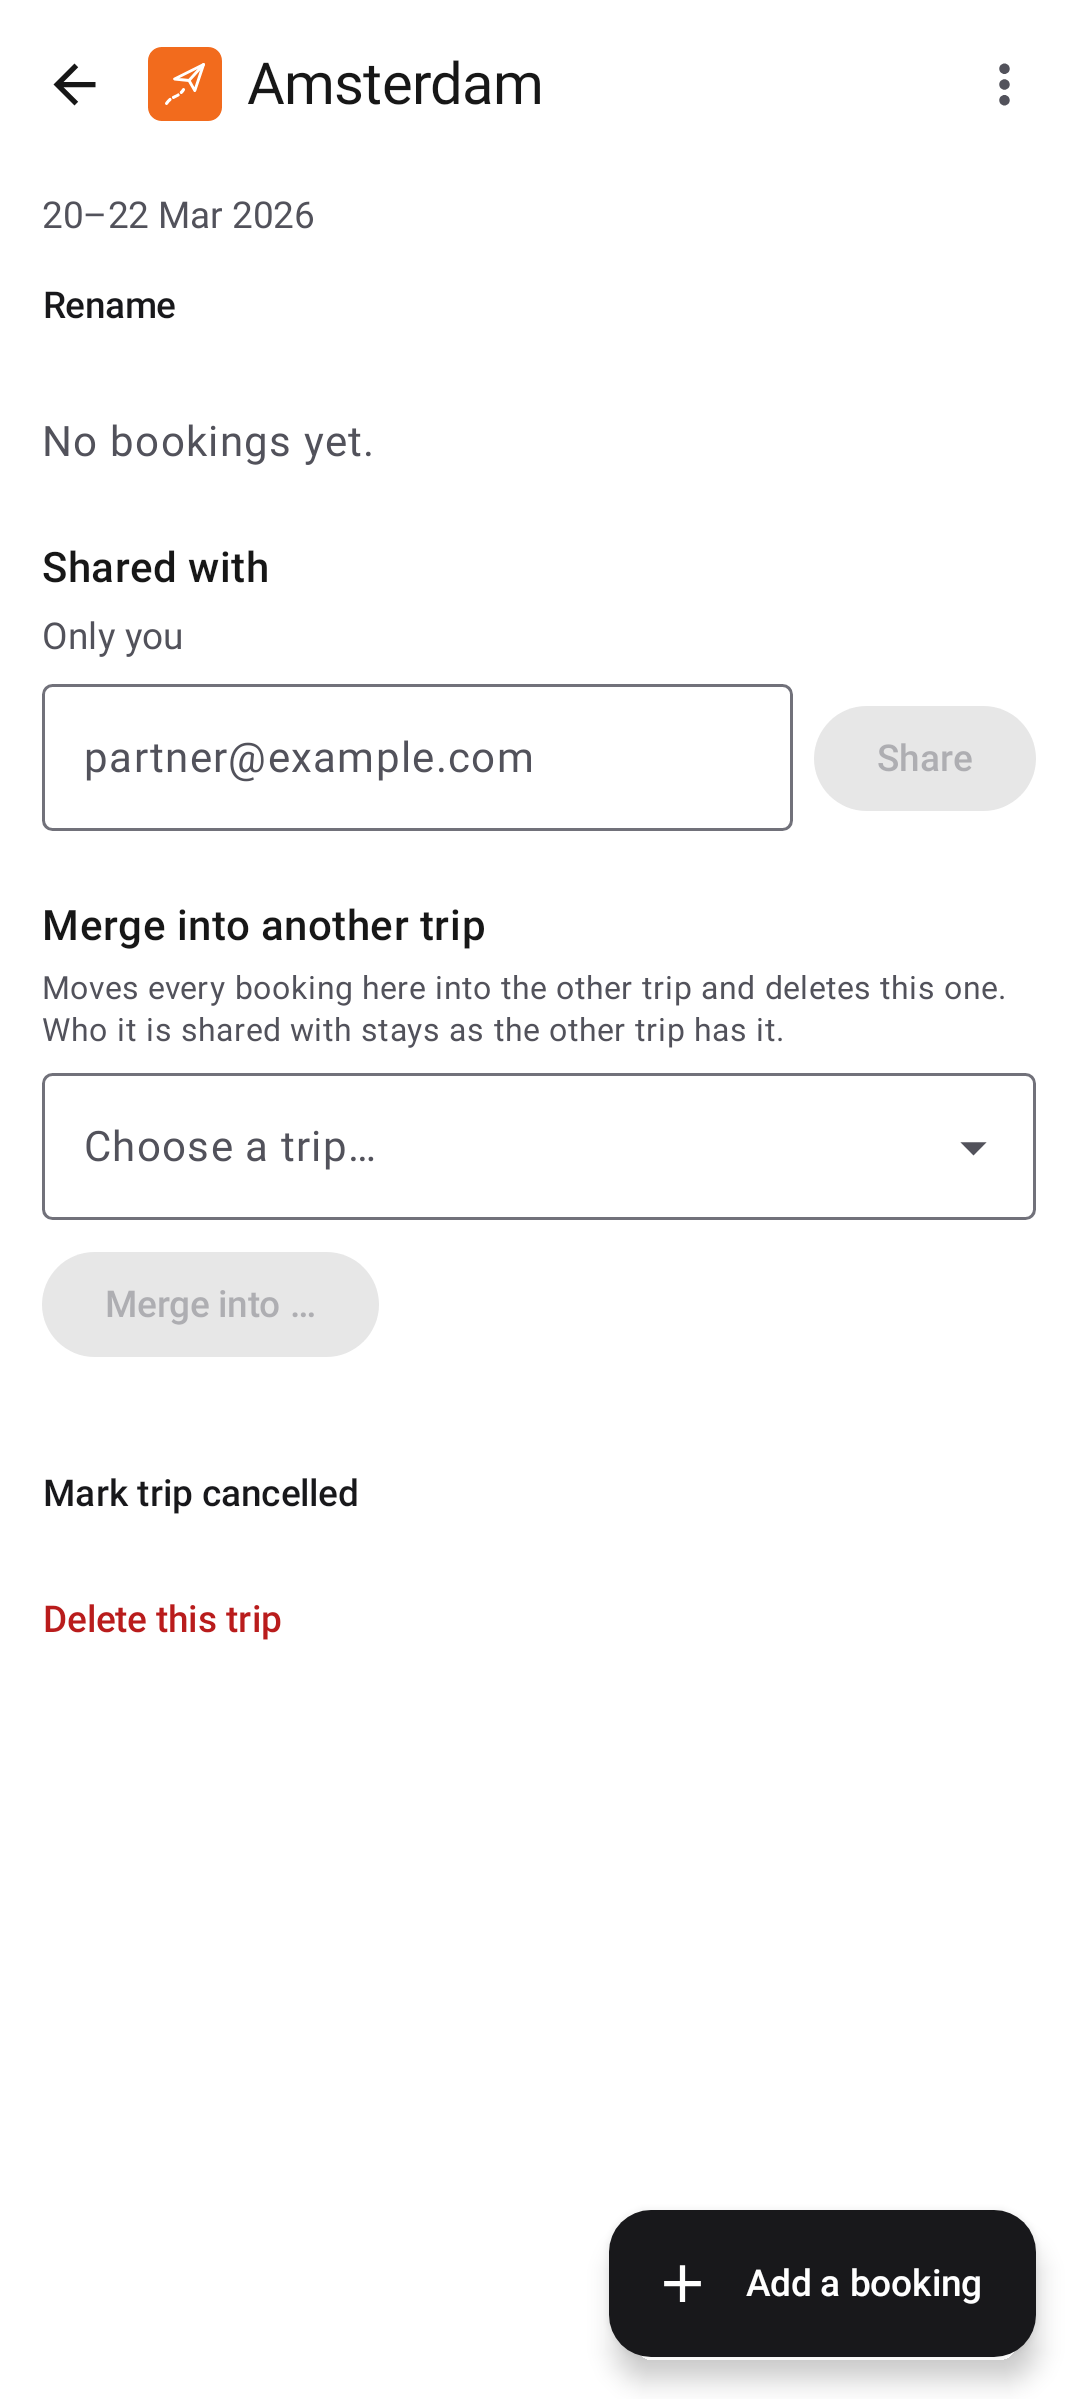 Amsterdam
20–22 Mar 2026
Rename
No bookings yet.
Shared with
Only you
partner@example.com
Share
Merge into another trip
Moves every booking here into the other trip and deletes this one.
Who it is shared with stays as the other trip has it.
Choose a trip…
Merge into …
Mark trip cancelled
Delete this trip
Add a booking